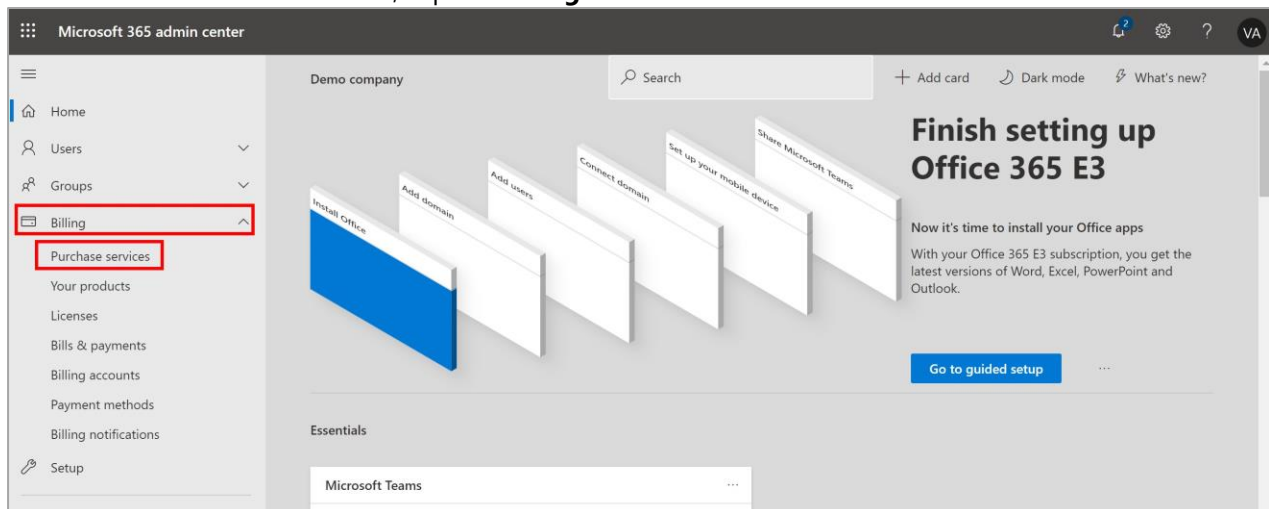 Microsoft 365 admin center
2
VA
Demo company
Search
Add card
Dark mode
What's new?
Home
Users
Groups
Billing
Purchase services
Your products
Licenses
Bills & payments
Billing accounts
Payment methods
Billing notifications
Setup
Install Office
Add domain
Add users
Connect domain
Set up your mobile device
Share Microsoft Teams
Finish setting up
Office 365 E3
Now it's time to install your Office apps
With your Office 365 E3 subscription, you get the
latest versions of Word, Excel, PowerPoint and
Outlook.
Go to guided setup
Essentials
Microsoft Teams